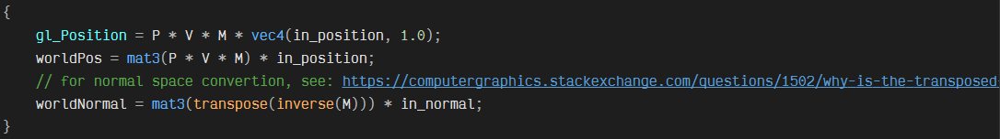 {
gl_Position = P * V * M * vec4(in_position, 1.0);
worldPos = mat3(P * V * M) * in_position;
// for normal space convertion, see: https://computergraphics.stackexchange.com/questions/1502/why-is-the-transposed-
worldNormal = mat3(transpose(inverse(M))) * in_normal;
}